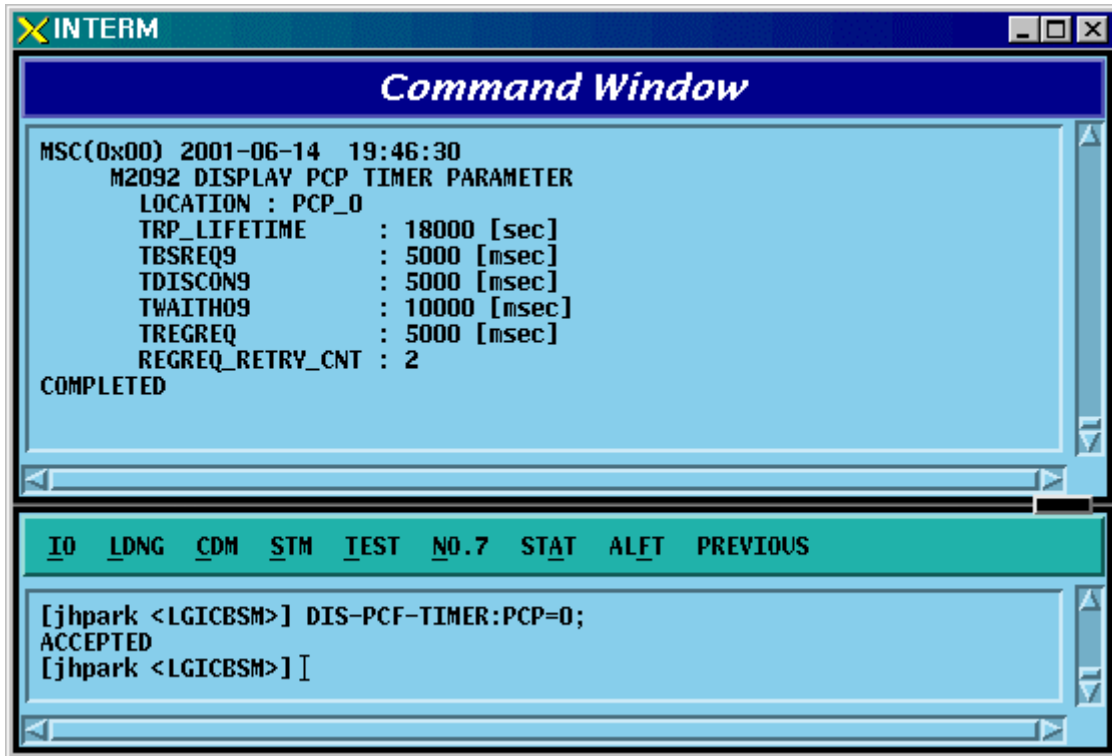 INTERM
Command Window
MSC(0x00) 2001-06-14 19:46:30
M2092 DISPLAY PCP TIMER PARAMETER
LOCATION : PCP_0
TRP_LIFETIME : 18000 [sec]
TBSREQ9 : 5000 [msec]
TDISCON9 : 5000 [msec]
TWAITHO9 : 10000 [msec]
TREGREQ : 5000 [msec]
REGREQ_RETRY_CNT : 2
COMPLETED
IO LDNG CDM STM TEST NO.7 STAT ALFT PREVIOUS
[jhpark <LGICBSM>] DIS-PCF-TIMER:PCP=0;
ACCEPTED
[jhpark <LGICBSM>]